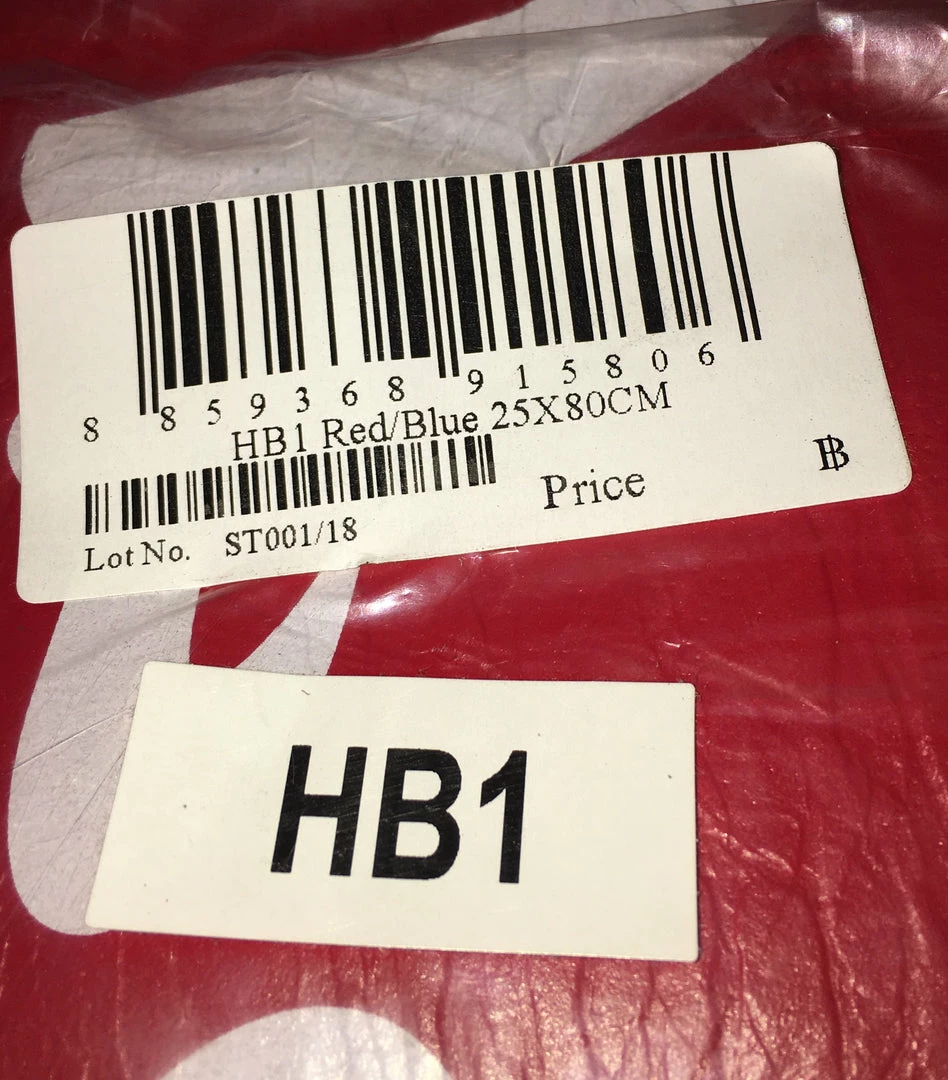 8 859368 915806
HB1 Red/Blue 25X80CM
Price ฿
Lot No. ST001/18
HB1